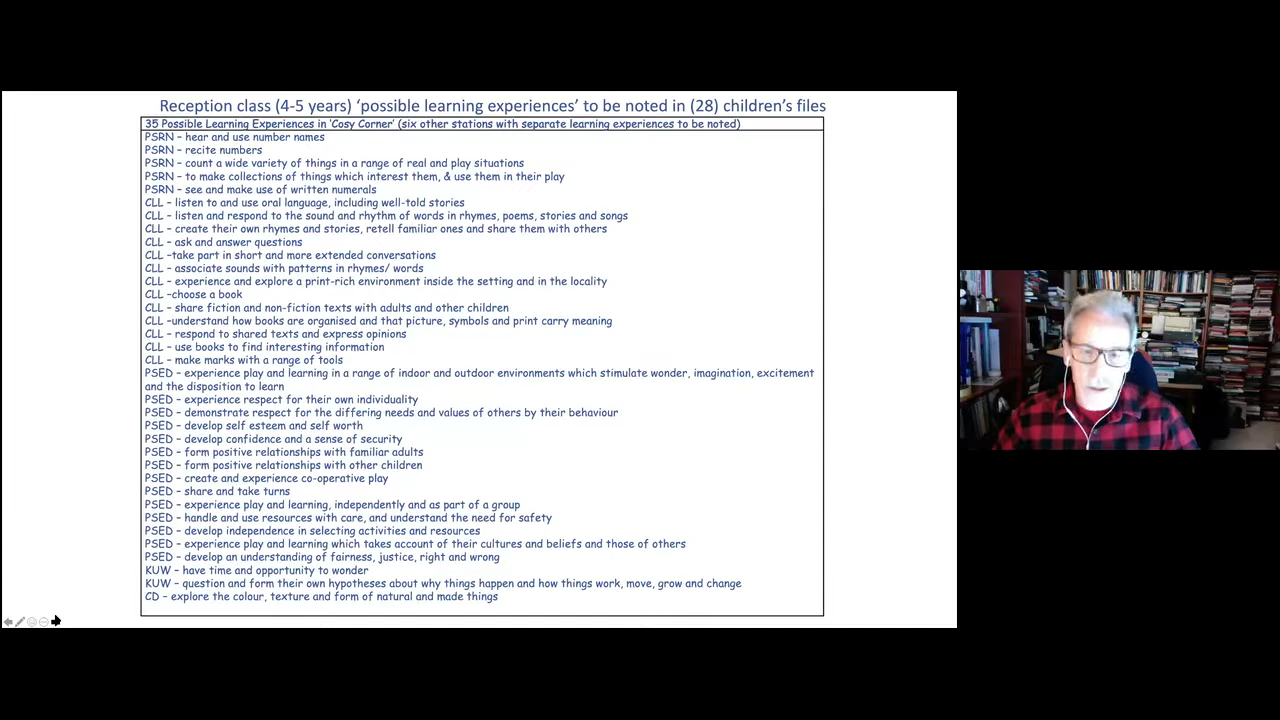 Reception class (4-5 years) ‘possible learning experiences’ to be noted in (28) children’s files
35 Possible Learning Experiences in ‘Cosy Corner’ (six other stations with separate learning experiences to be noted)
PSRN – hear and use number names
PSRN – recite numbers
PSRN – count a wide variety of things in a range of real and play situations
PSRN – to make collections of things which interest them, & use them in their play
PSRN – see and make use of written numerals
CLL – listen to and use oral language, including well-told stories
CLL – listen and respond to the sound and rhythm of words in rhymes, poems, stories and songs
CLL – create their own rhymes and stories, retell familiar ones and share them with others
CLL – ask and answer questions
CLL –take part in short and more extended conversations
CLL – associate sounds with patterns in rhymes/ words
CLL – experience and explore a print-rich environment inside the setting and in the locality
CLL –choose a book
CLL – share fiction and non-fiction texts with adults and other children
CLL –understand how books are organised and that picture, symbols and print carry meaning
CLL – respond to shared texts and express opinions
CLL – use books to find interesting information
CLL – make marks with a range of tools
PSED – experience play and learning in a range of indoor and outdoor environments which stimulate wonder, imagination, excitement
and the disposition to learn
PSED – experience respect for their own individuality
PSED – demonstrate respect for the differing needs and values of others by their behaviour
PSED – develop self esteem and self worth
PSED – develop confidence and a sense of security
PSED – form positive relationships with familiar adults
PSED – form positive relationships with other children
PSED – create and experience co-operative play
PSED – share and take turns
PSED – experience play and learning, independently and as part of a group
PSED – handle and use resources with care, and understand the need for safety
PSED – develop independence in selecting activities and resources
PSED – experience play and learning which takes account of their cultures and beliefs and those of others
PSED – develop an understanding of fairness, justice, right and wrong
KUW – have time and opportunity to wonder
KUW – question and form their own hypotheses about why things happen and how things work, move, grow and change
CD – explore the colour, texture and form of natural and made things